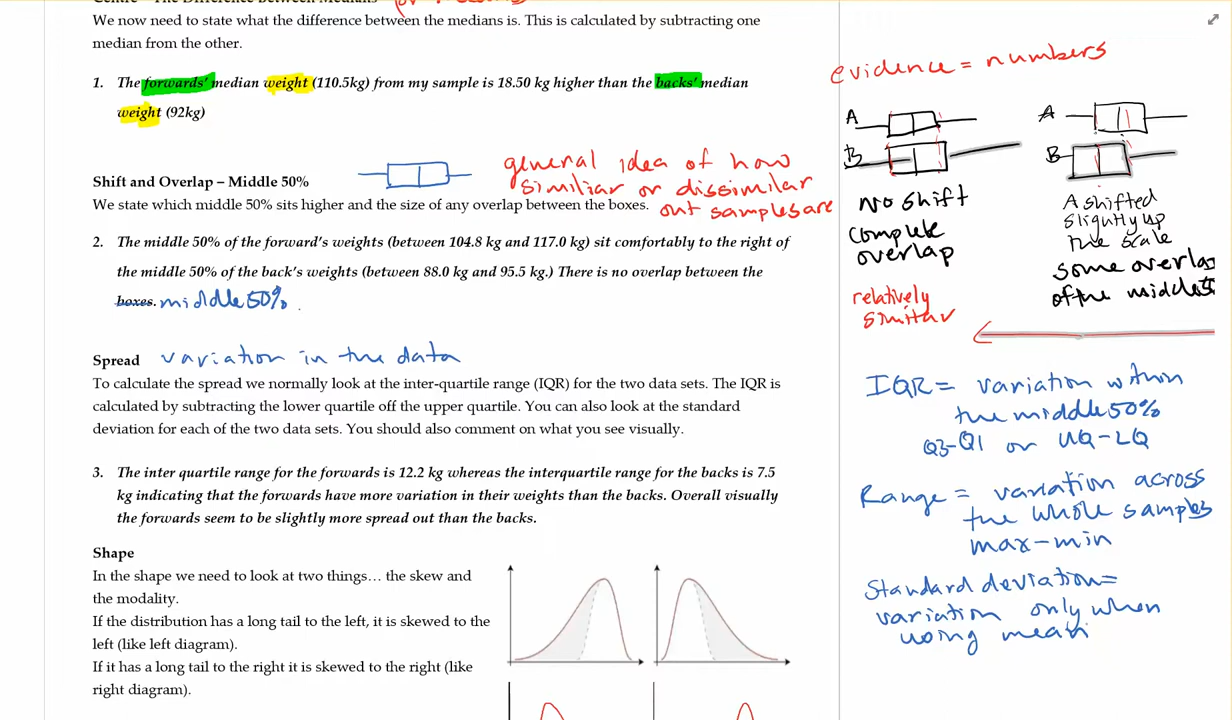 Centre – The Difference between Medians
We now need to state what the difference between the medians is. This is calculated by subtracting one
median from the other.
1. The forwards' median weight (110.5kg) from my sample is 18.50 kg higher than the backs' median
weight (92kg)
Shift and Overlap – Middle 50%
general idea of how
similiar or dissimilar
out samples are
We state which middle 50% sits higher and the size of any overlap between the boxes.
2. The middle 50% of the forward's weights (between 104.8 kg and 117.0 kg) sit comfortably to the right of
the middle 50% of the back's weights (between 88.0 kg and 95.5 kg.) There is no overlap between the
boxes. middle 50%.
Spread variation in the data
To calculate the spread we normally look at the inter-quartile range (IQR) for the two data sets. The IQR is
calculated by subtracting the lower quartile off the upper quartile. You can also look at the standard
deviation for each of the two data sets. You should also comment on what you see visually.
3. The inter quartile range for the forwards is 12.2 kg whereas the interquartile range for the backs is 7.5
kg indicating that the forwards have more variation in their weights than the backs. Overall visually
the forwards seem to be slightly more spread out than the backs.
Shape
In the shape we need to look at two things… the skew and
the modality.
If the distribution has a long tail to the left, it is skewed to the
left (like left diagram).
If it has a long tail to the right it is skewed to the right (like
right diagram).
evidence = numbers
A
B
No shift
complete
overlap
relatively
similar
A
B
A shifted
slightly up
the scale
some overlap
of the middle
IQR = variation within
the middle 50%
Q3-Q1 or UQ-LQ
Range = variation across
the whole samples
max-min
Standard deviation =
variation only when
using mean